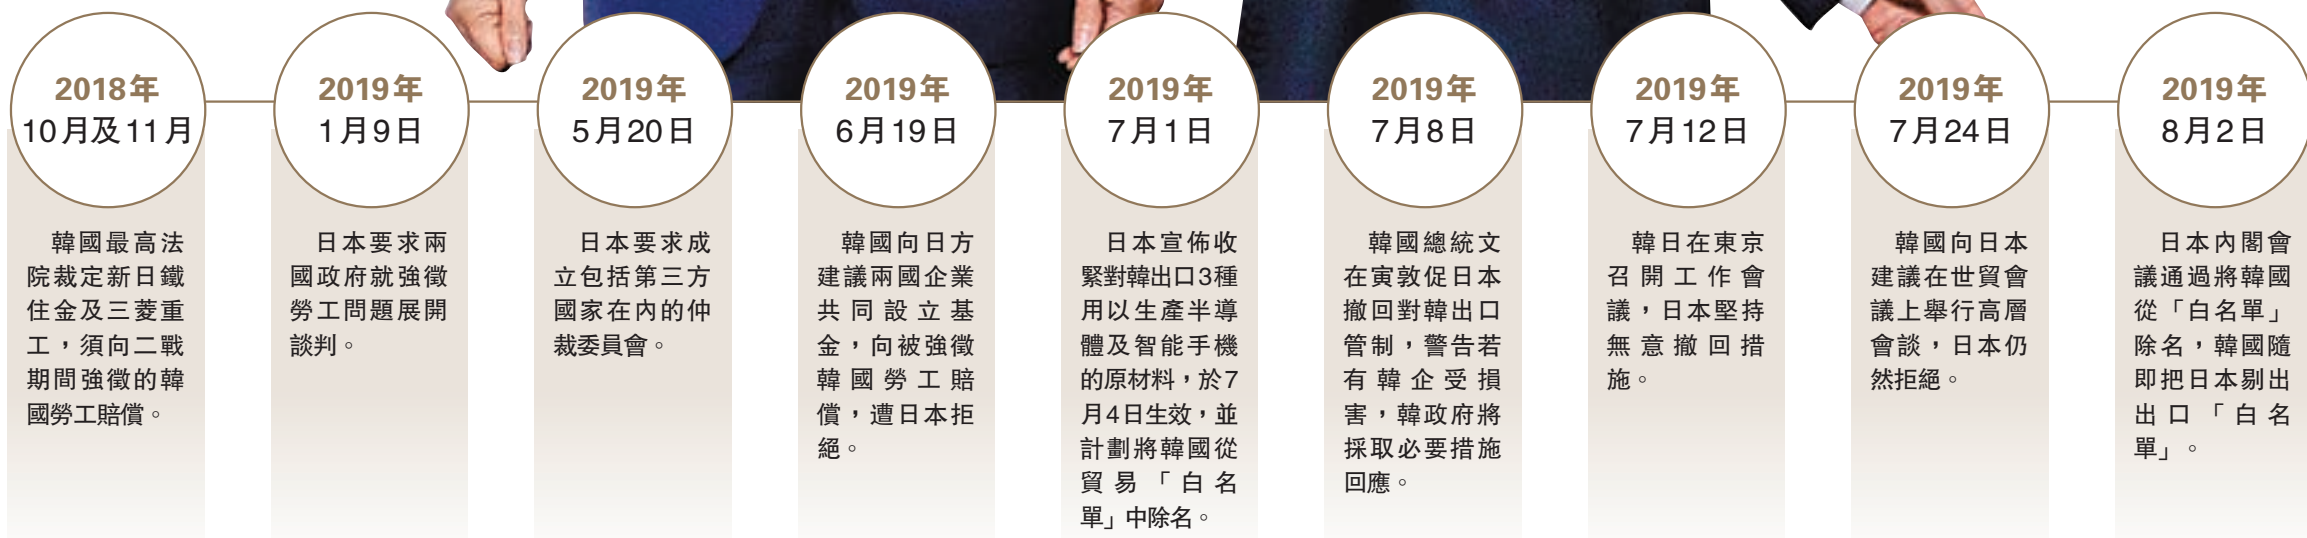 2018年
10月及11月
韓國最高法
院裁定新日鐵
住金及三菱重
工，須向二戰
期間強徵的韓
國勞工賠償。
2019年
1月9日
日本要求兩
國政府就強徵
勞工問題展開
談判。
2019年
5月20日
日本要求成
立包括第三方
國家在內的仲
裁委員會。
2019年
6月19日
韓國向日方
建議兩國企業
共同設立基
金，向被強徵
韓國勞工賠
償，遭日本拒
絕。
2019年
7月1日
日本宣佈收
緊對韓出口3種
用以生產半導
體及智能手機
的原材料，於7
月4日生效，並
計劃將韓國從
貿易「白名
單」中除名。
2019年
7月8日
韓國總統文
在寅敦促日本
撤回對韓出口
管制，警告若
有韓企受損
害，韓政府將
採取必要措施
回應。
2019年
7月12日
韓日在東京
召開工作會
議，日本堅持
無意撤回措
施。
2019年
7月24日
韓國向日本
建議在世貿會
議上舉行高層
會談，日本仍
然拒絕。
2019年
8月2日
日本內閣會
議通過將韓國
從「白名單」
除名，韓國隨
即把日本剔出
出口「白名
單」。